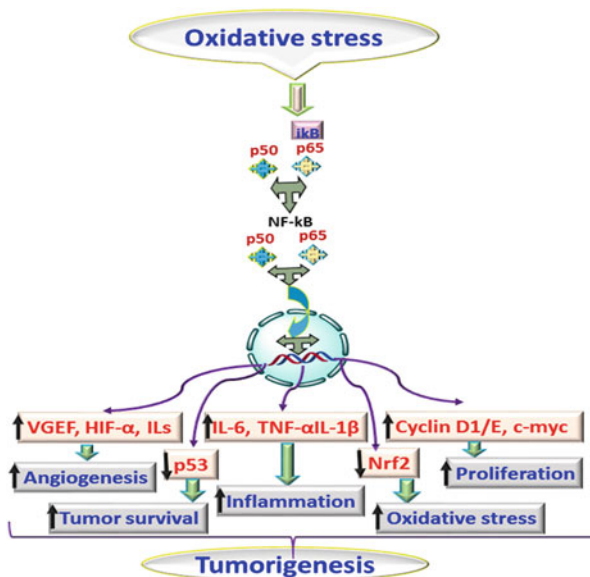 Oxidative stress
ikB
p50 p65
NF-kB
p50 p65
VGEF, HIF-α, ILs
IL-6, TNF-αIL-1β
Cyclin D1/E, c-myc
p53
Nrf2
Angiogenesis
Proliferation
Inflammation
Tumor survival
Oxidative stress
Tumorigenesis